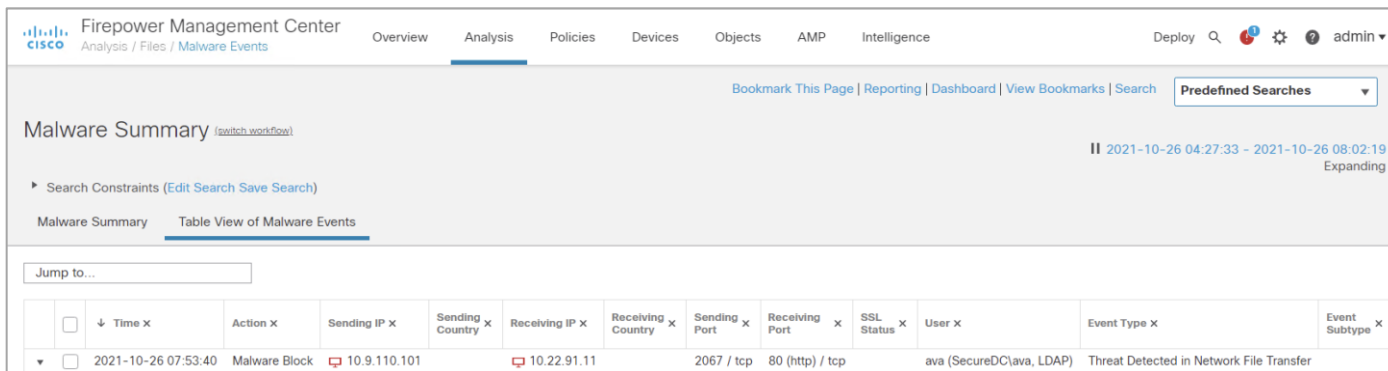 Firepower Management Center
CISCO Analysis / Files / Malware Events
Overview Analysis Policies Devices Objects AMP Intelligence Deploy 1 ? admin
Bookmark This Page | Reporting | Dashboard | View Bookmarks | Search Predefined Searches
Malware Summary (switch workflow)
2021-10-26 04:27:33 - 2021-10-26 08:02:19
Expanding
Search Constraints (Edit Search Save Search)
Malware Summary Table View of Malware Events
Jump to...
↓ Time × Action × Sending IP × Sending Country × Receiving IP × Receiving Country × Sending Port × Receiving Port × SSL Status × User × Event Type × Event Subtype ×
2021-10-26 07:53:40 Malware Block 10.9.110.101 10.22.91.11 2067 / tcp 80 (http) / tcp ava (SecureDC\ava, LDAP) Threat Detected in Network File Transfer